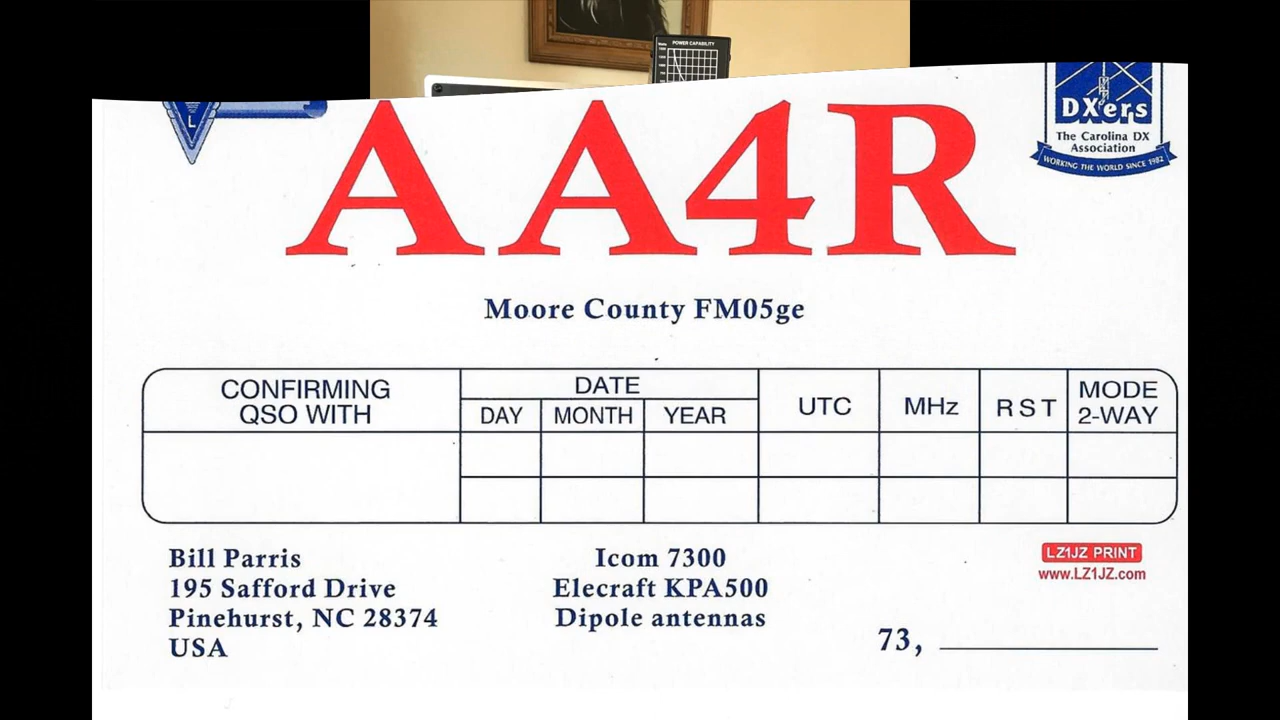 POWER CAPABILITY
L
DXers
The Carolina DX
Association
WORKING THE WORLD SINCE 1982
AA4R
Moore County FM05ge
CONFIRMING
QSO WITH
DATE
DAY MONTH YEAR
UTC
MHz
RST
MODE
2-WAY
Bill Parris
195 Safford Drive
Pinehurst, NC 28374
USA
Icom 7300
Elecraft KPA500
Dipole antennas
LZ1JZ PRINT
www.LZ1JZ.com
73,